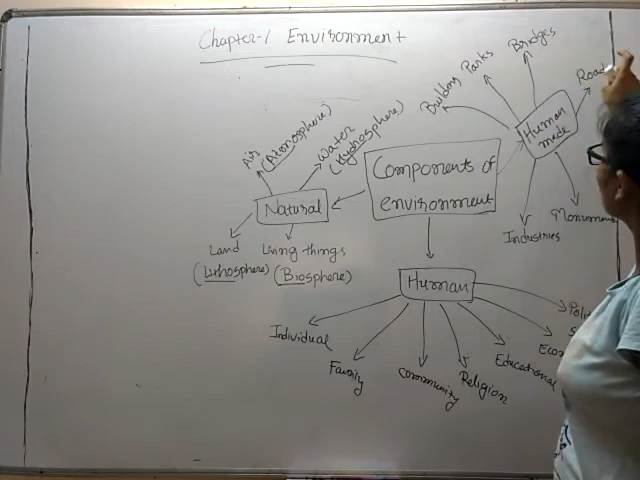 Chapter-1 Environment
Building
Parks
Bridges
Road
Human
made
Industries
Air
(Atomosphere)
Water
(Hydrosphere)
Components of
environment
Natural
Land
(Lithosphere)
Living things
(Biosphere)
Human
Individual
Family
Community
Religion
Educational